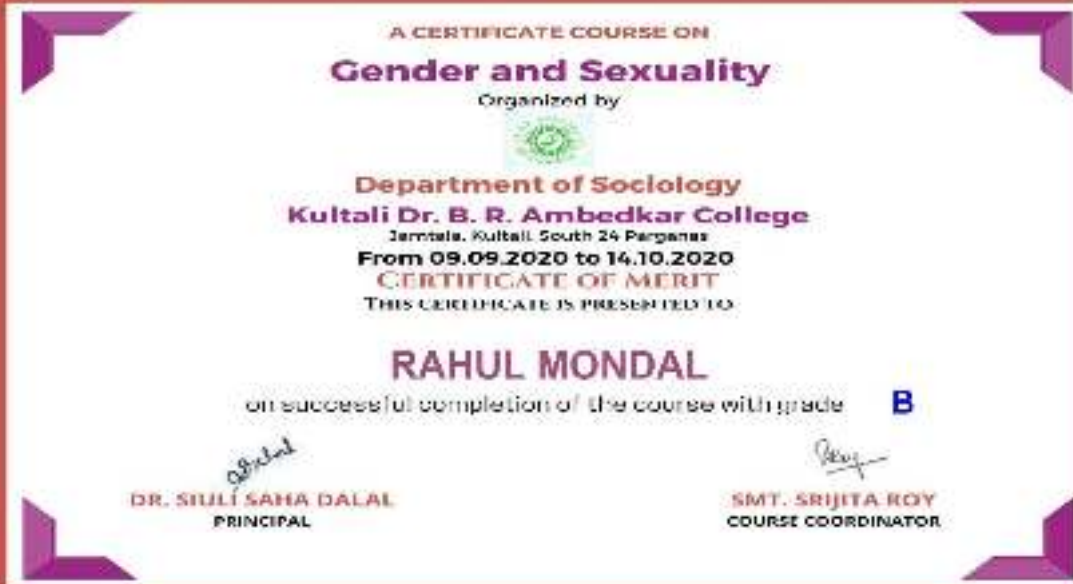 A CERTIFICATE COURSE ON
Gender and Sexuality
Organized by
Department of Sociology
Kultali Dr. B. R. Ambedkar College
Jamtala, Kultali, South 24 Parganas
From 09.09.2020 to 14.10.2020
CERTIFICATE OF MERIT
THIS CERTIFICATE IS PRESENTED TO
RAHUL MONDAL
on successful completion of the course with grade B
DR. SIULI SAHA DALAL
PRINCIPAL
SMT. SRIJITA ROY
COURSE COORDINATOR